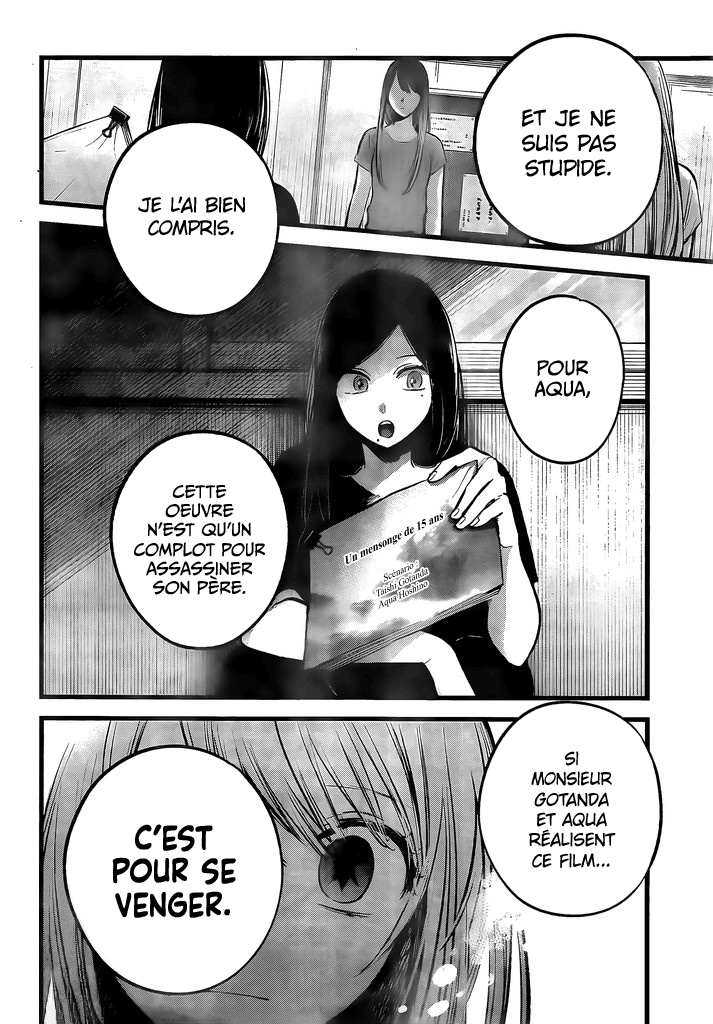 ET JE NE
SUIS PAS
STUPIDE.
JE L'AI BIEN
COMPRIS.
POUR
AQUA,
CETTE
OEUVRE
N'EST QU'UN
COMPLOT POUR
ASSASSINER
SON PÈRE.
Un mensonge de 15 ans
Scénario :
Taishi Gotanda
Aqua Hoshino
SI
MONSIEUR
GOTANDA
ET AQUA
RÉALISENT
CE FILM...
C'EST
POUR SE
VENGER.